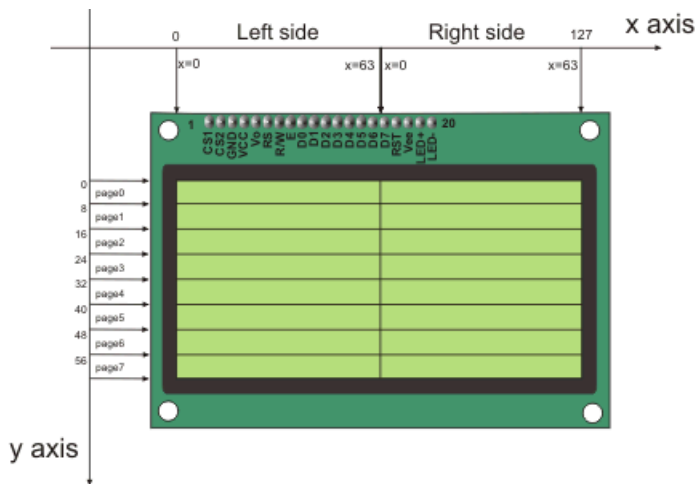 0 Left side Right side 127 x axis
x=0 x=63 x=0 x=63
1 CS1 CS2 GND VCC Vo RS R/W E D0 D1 D2 D3 D4 D5 D6 D7 RST Vee LED+ LED- 20
0
page0
8
page1
16
page2
24
page3
32
page4
40
page5
48
page6
56
page7
y axis